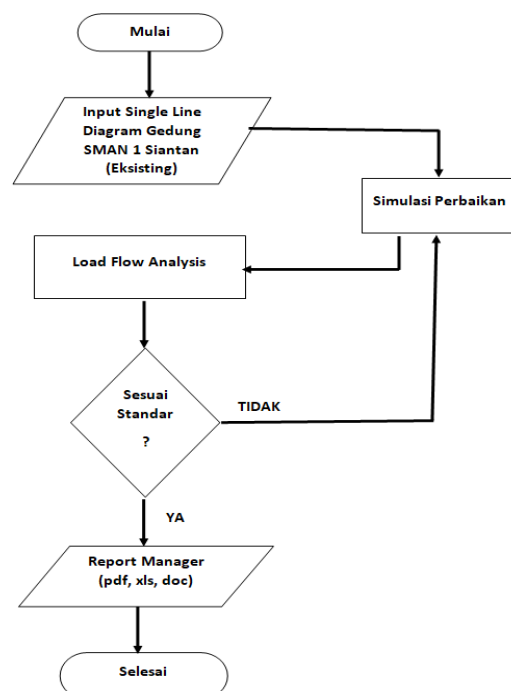 Mulai
Input Single Line
Diagram Gedung
SMAN 1 Siantan
(Eksisting)
Simulasi Perbaikan
Load Flow Analysis
Sesuai
Standar
?
TIDAK
YA
Report Manager
(pdf, xls, doc)
Selesai